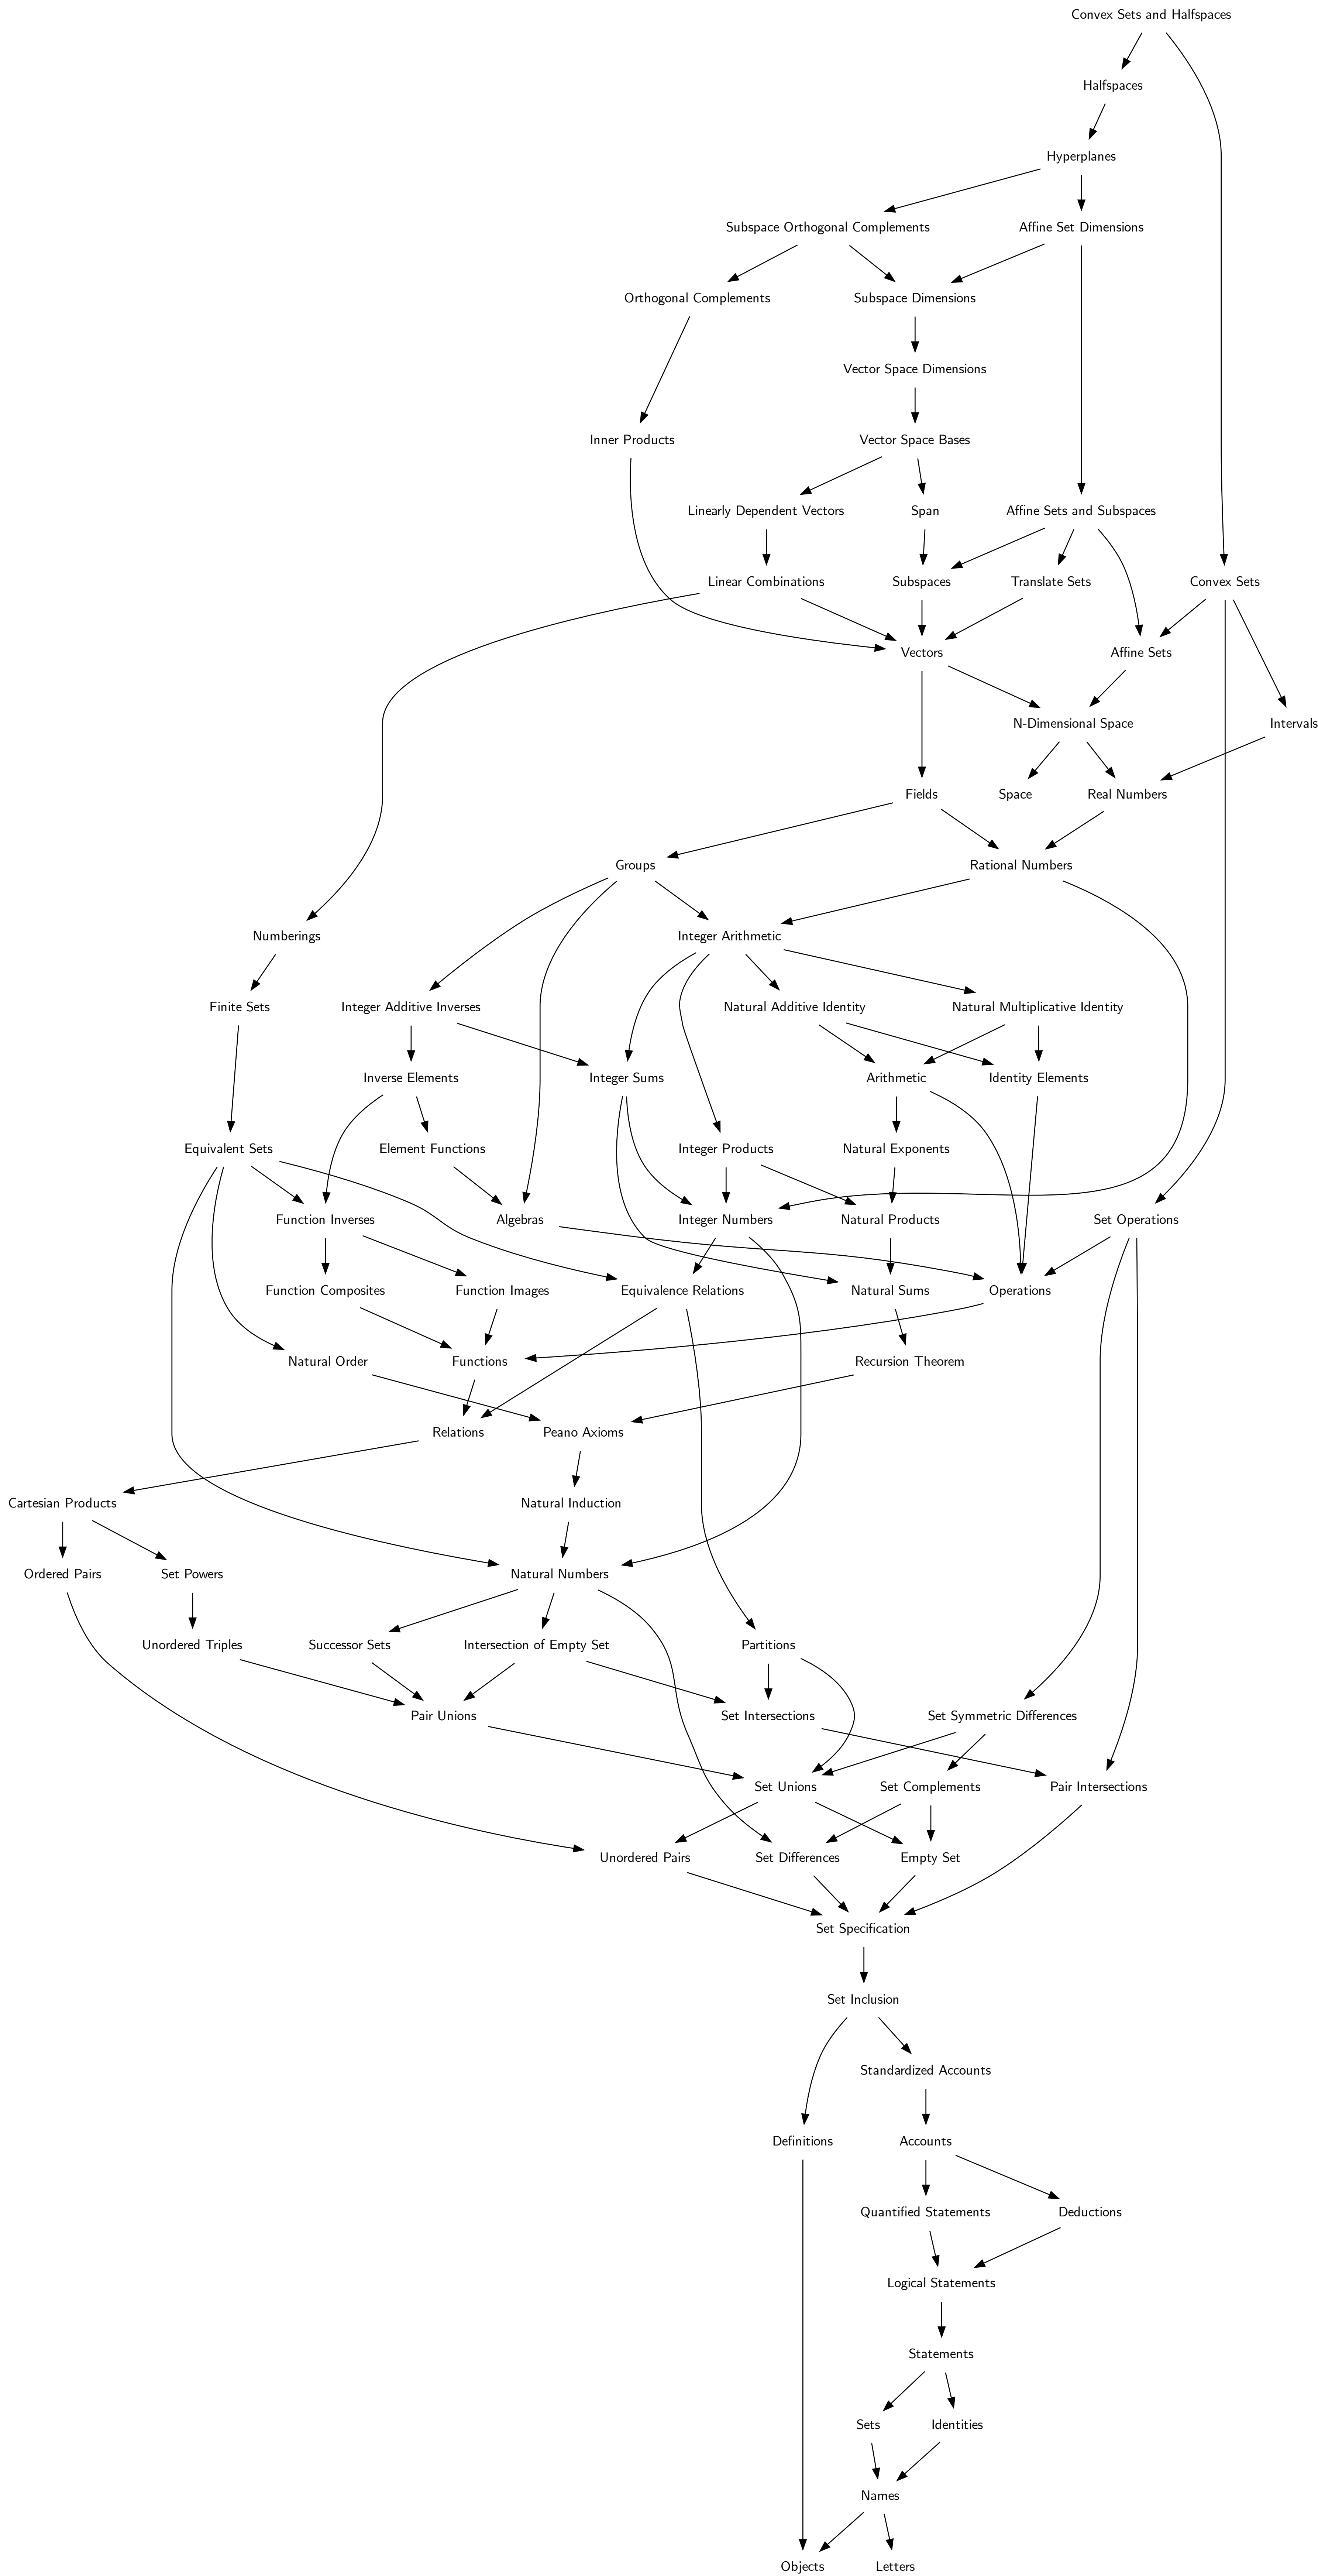 Convex Sets and Halfspaces
Halfspaces
Hyperplanes
Subspace Orthogonal Complements
Affine Set Dimensions
Orthogonal Complements
Subspace Dimensions
Vector Space Dimensions
Inner Products
Vector Space Bases
Linearly Dependent Vectors
Span
Affine Sets and Subspaces
Linear Combinations
Subspaces
Translate Sets
Convex Sets
Vectors
Affine Sets
N-Dimensional Space
Intervals
Fields
Space
Real Numbers
Groups
Rational Numbers
Numberings
Integer Arithmetic
Finite Sets
Integer Additive Inverses
Natural Additive Identity
Natural Multiplicative Identity
Inverse Elements
Integer Sums
Arithmetic
Identity Elements
Equivalent Sets
Element Functions
Integer Products
Natural Exponents
Function Inverses
Algebras
Integer Numbers
Natural Products
Set Operations
Function Composites
Function Images
Equivalence Relations
Natural Sums
Operations
Natural Order
Functions
Recursion Theorem
Relations
Peano Axioms
Cartesian Products
Natural Induction
Ordered Pairs
Set Powers
Natural Numbers
Unordered Triples
Successor Sets
Intersection of Empty Set
Partitions
Pair Unions
Set Intersections
Set Symmetric Differences
Set Unions
Set Complements
Pair Intersections
Unordered Pairs
Set Differences
Empty Set
Set Specification
Set Inclusion
Standardized Accounts
Definitions
Accounts
Quantified Statements
Deductions
Logical Statements
Statements
Sets
Identities
Names
Objects
Letters